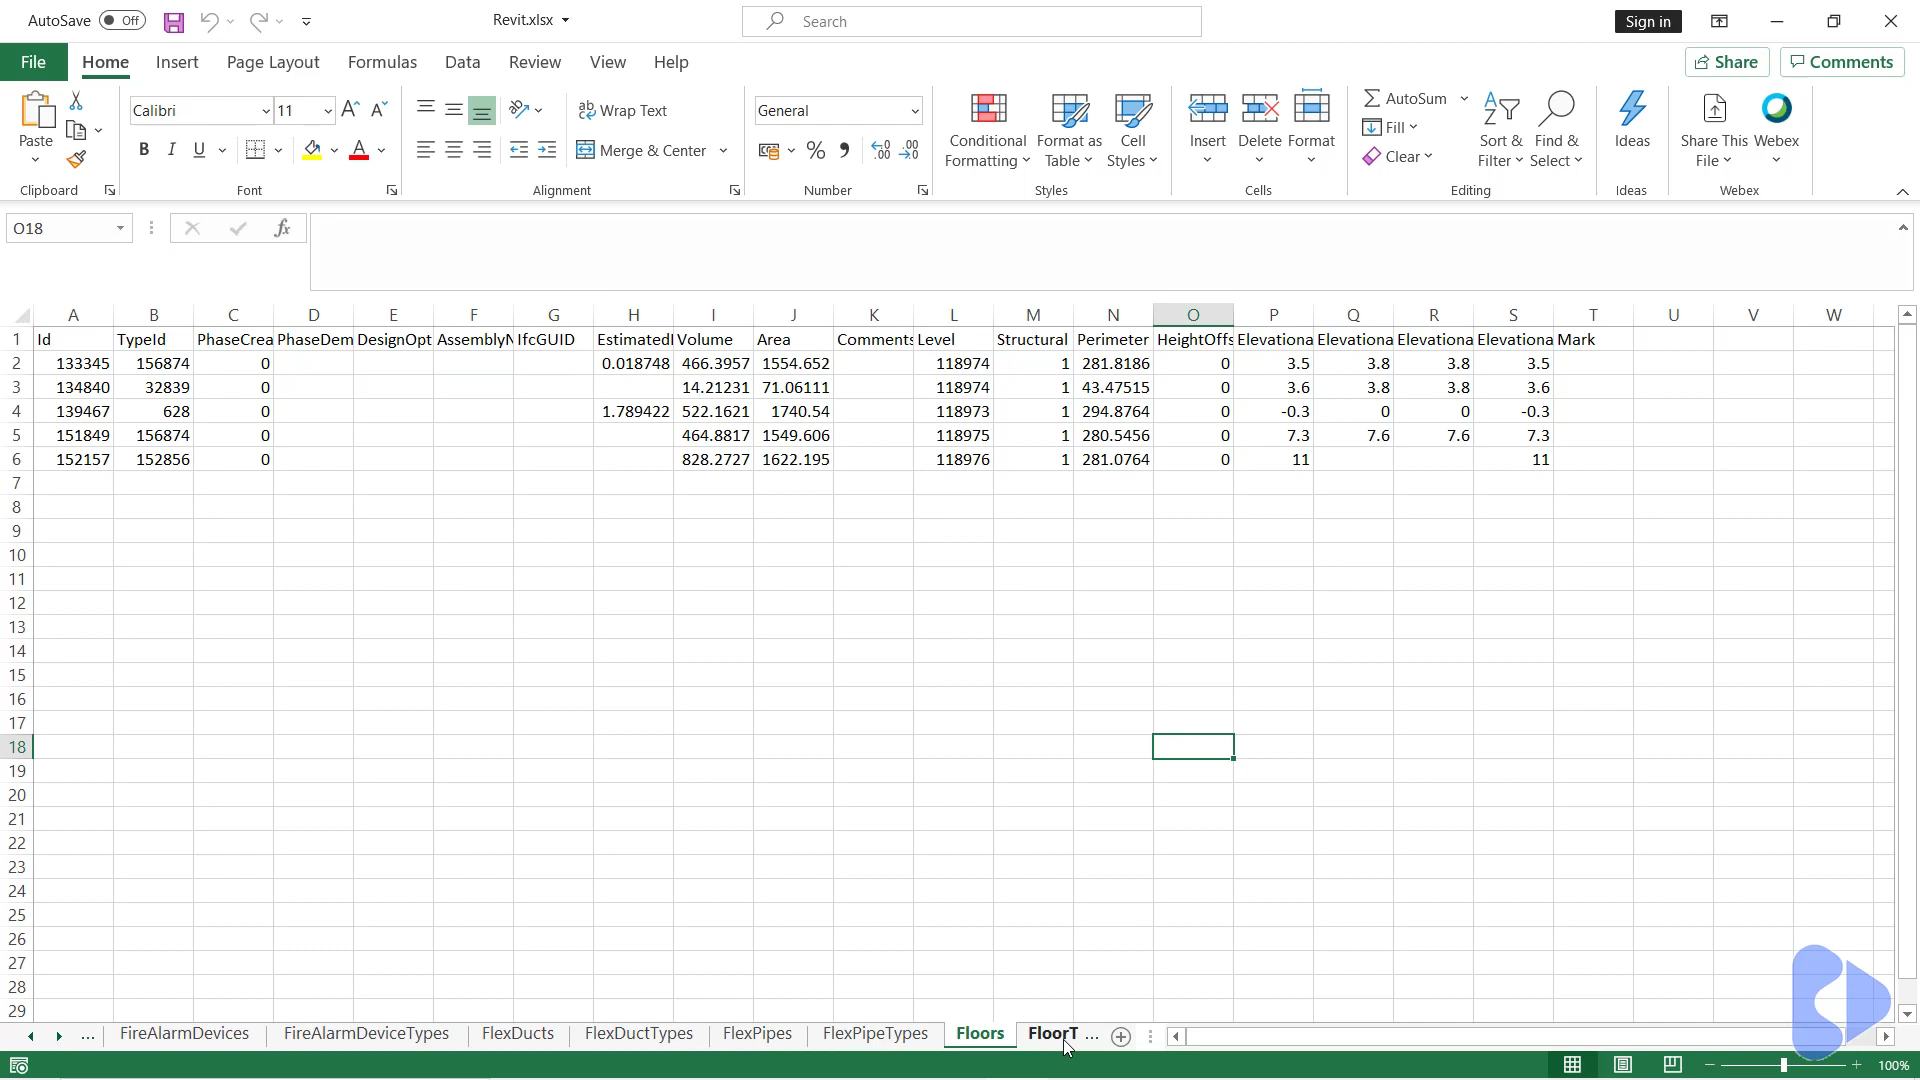 AutoSave Off Revit.xlsx Search Sign in
File Home Insert Page Layout Formulas Data Review View Help Share Comments
Paste Calibri 11 Wrap Text General Conditional Formatting Format as Table Cell Styles Insert Delete Format AutoSum Sort & Filter Find & Select Ideas Share This File Webex
B I U Merge & Center % Fill Clear
Clipboard Font Alignment Number Styles Cells Editing Ideas Webex
O18 fx
A B C D E F G H I J K L M N O P Q R S T U V W
1 Id TypeId PhaseCrea PhaseDem DesignOpt AssemblyN IfcGUID EstimatedI Volume Area Comments Level Structural Perimeter HeightOffs Elevationa Elevationa Elevationa Elevationa Mark
2 133345 156874 0 0.018748 466.3957 1554.652 118974 1 281.8186 0 3.5 3.8 3.8 3.5
3 134840 32839 0 14.21231 71.06111 118974 1 43.47515 0 3.6 3.8 3.8 3.6
4 139467 628 0 1.789422 522.1621 1740.54 118973 1 294.8764 0 -0.3 0 0 -0.3
5 151849 156874 0 464.8817 1549.606 118975 1 280.5456 0 7.3 7.6 7.6 7.3
6 152157 152856 0 828.2727 1622.195 118976 1 281.0764 0 11 11
7
8
9
10
11
12
13
14
15
16
17
18
19
20
21
22
23
24
25
26
27
28
29
... FireAlarmDevices FireAlarmDeviceTypes FlexDucts FlexDuctTypes FlexPipes FlexPipeTypes Floors FloorT ...
100%